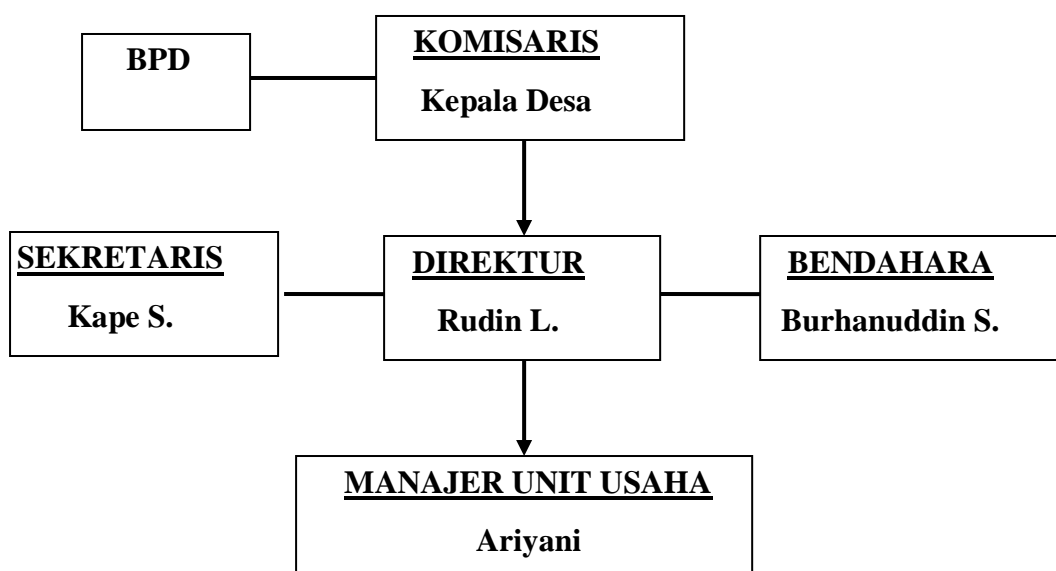 BPD
KOMISARIS
Kepala Desa
SEKRETARIS
Kape S.
DIREKTUR
Rudin L.
BENDAHARA
Burhanuddin S.
MANAJER UNIT USAHA
Ariyani